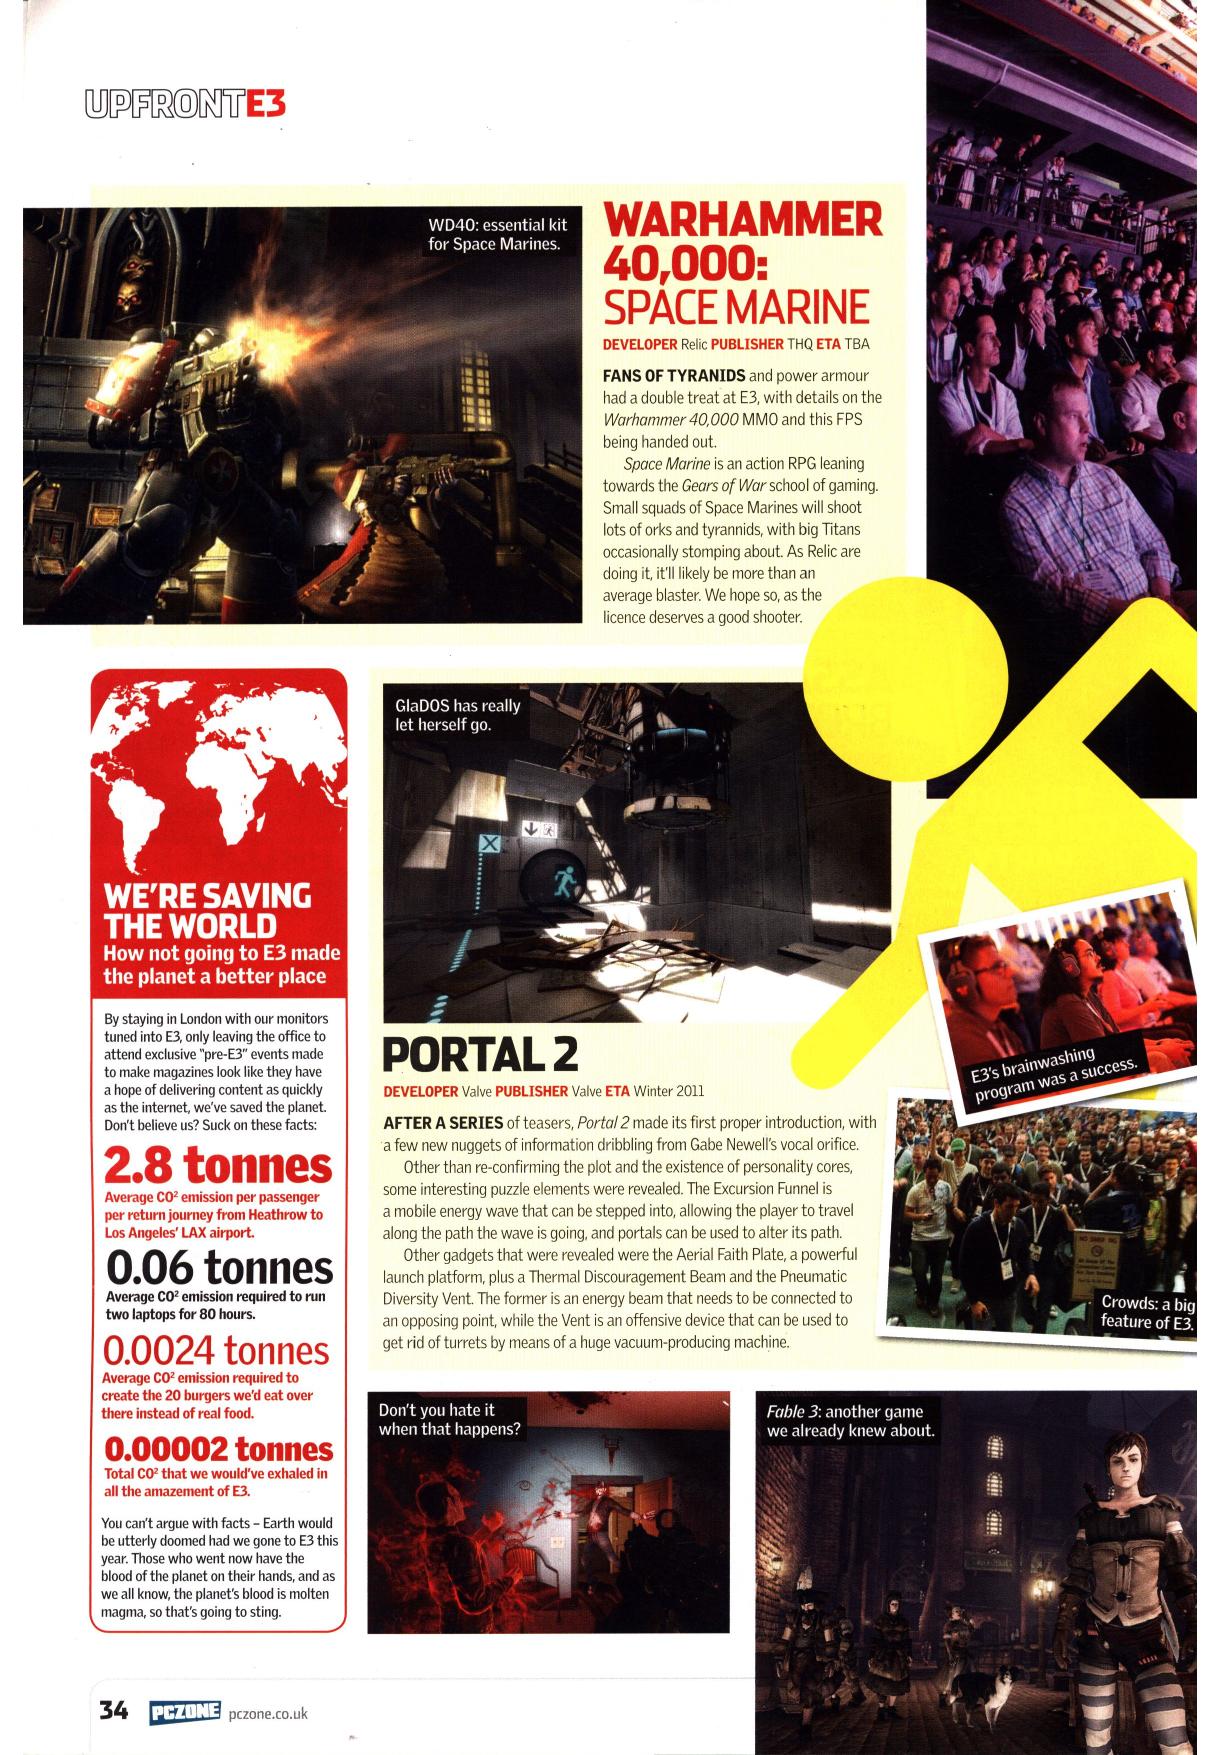 UPFRONTE3
WD40: essential kit
for Space Marines.
WARHAMMER
40,000:
SPACE MARINE
DEVELOPER Relic PUBLISHER THQ ETA TBA
FANS OF TYRANIDS and power armour
had a double treat at E3, with details on the
Warhammer 40,000 MMO and this FPS
being handed out.
Space Marine is an action RPG leaning
towards the Gears of War school of gaming.
Small squads of Space Marines will shoot
lots of orks and tyrannids, with big Titans
occasionally stomping about. As Relic are
doing it, it'll likely be more than an
average blaster. We hope so, as the
licence deserves a good shooter.
WE'RE SAVING
THE WORLD
How not going to E3 made
the planet a better place
By staying in London with our monitors
tuned into E3, only leaving the office to
attend exclusive "pre-E3" events made
to make magazines look like they have
a hope of delivering content as quickly
as the internet, we've saved the planet.
Don't believe us? Suck on these facts:
2.8 tonnes
Average CO² emission per passenger
per return journey from Heathrow to
Los Angeles' LAX airport.
0.06 tonnes
Average CO² emission required to run
two laptops for 80 hours.
0.0024 tonnes
Average CO² emission required to
create the 20 burgers we'd eat over
there instead of real food.
0.00002 tonnes
Total CO² that we would've exhaled in
all the amazement of E3.
You can't argue with facts – Earth would
be utterly doomed had we gone to E3 this
year. Those who went now have the
blood of the planet on their hands, and as
we all know, the planet's blood is molten
magma, so that's going to sting.
GlaDOS has really
let herself go.
PORTAL 2
DEVELOPER Valve PUBLISHER Valve ETA Winter 2011
AFTER A SERIES of teasers, Portal 2 made its first proper introduction, with
a few new nuggets of information dribbling from Gabe Newell's vocal orifice.
Other than re-confirming the plot and the existence of personality cores,
some interesting puzzle elements were revealed. The Excursion Funnel is
a mobile energy wave that can be stepped into, allowing the player to travel
along the path the wave is going, and portals can be used to alter its path.
Other gadgets that were revealed were the Aerial Faith Plate, a powerful
launch platform, plus a Thermal Discouragement Beam and the Pneumatic
Diversity Vent. The former is an energy beam that needs to be connected to
an opposing point, while the Vent is an offensive device that can be used to
get rid of turrets by means of a huge vacuum-producing machine.
E3's brainwashing
program was a success.
NO SMOKING
Crowds: a big
feature of E3.
Don't you hate it
when that happens?
Fable 3: another game
we already knew about.
34 PCZONE pczone.co.uk